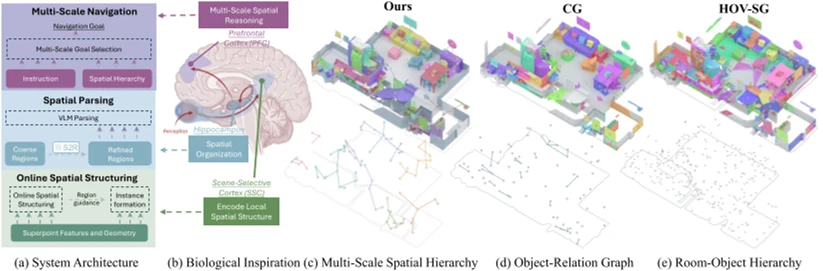 Multi-Scale Navigation
Navigation Goal
Multi-Scale Goal Selection
Instruction
Spatial Hierarchy
Spatial Parsing
VLM Parsing
Coarse
Regions
S2R
Refined
Regions
Online Spatial Structuring
Online Spatial
Structuring
Region
guidance
Instance
formation
Superpoint Features and Geometry
(a) System Architecture
Multi-Scale Spatial
Reasoning
Prefrontal
Cortex (PFC)
Perception
Hippocampus
Spatial
Organization
Scene-Selective
Cortex (SSC)
Encode Local
Spatial Structure
(b) Biological Inspiration
Ours
(c) Multi-Scale Spatial Hierarchy
CG
(d) Object-Relation Graph
HOV-SG
(e) Room-Object Hierarchy